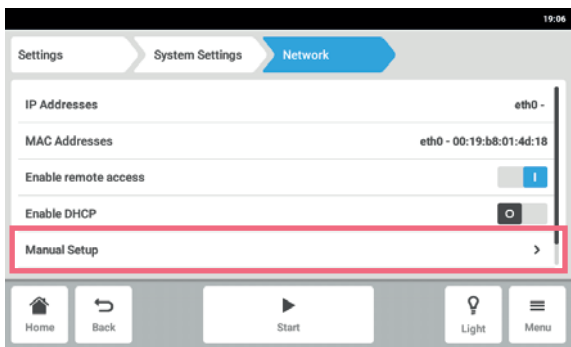 19:06
Settings System Settings Network
IP Addresses eth0 -
MAC Addresses eth0 - 00:19:b8:01:4d:18
Enable remote access I
Enable DHCP O
Manual Setup >
Home Back Start Light Menu